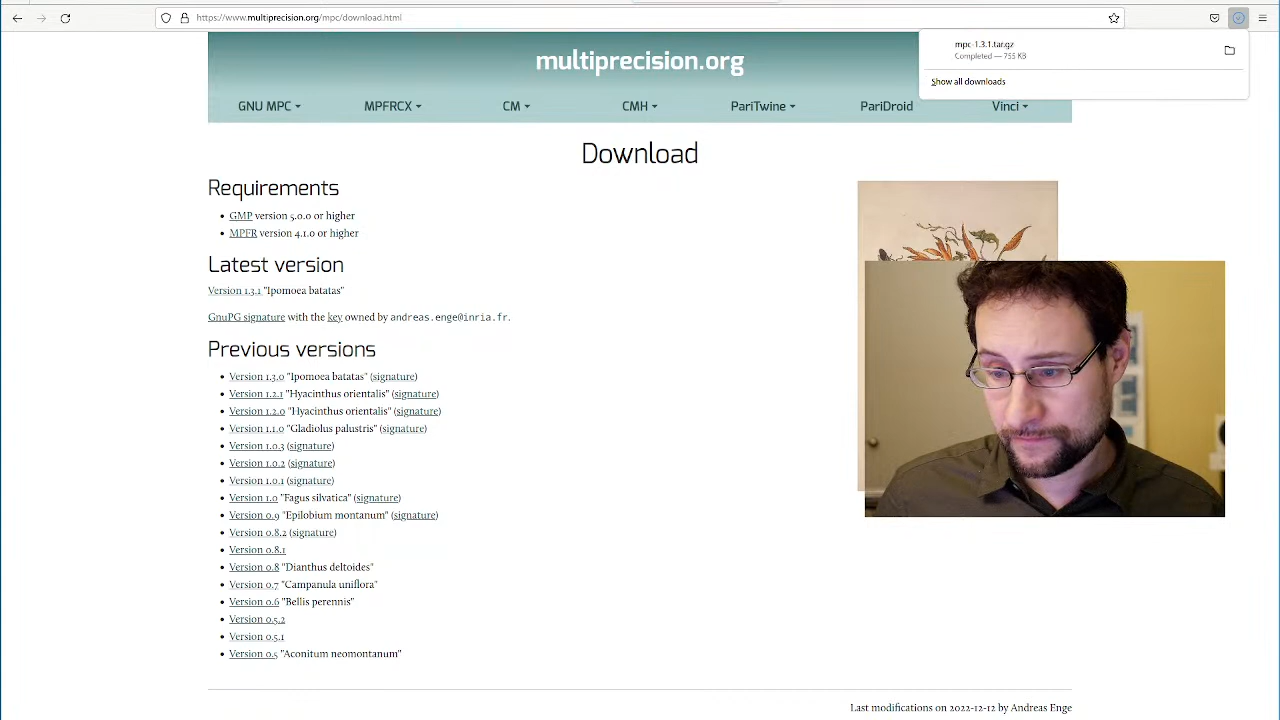 https://www.multiprecision.org/mpc/download.html
mpc-1.3.1.tar.gz
Completed — 755 KB
Show all downloads
multiprecision.org
GNU MPC
MPFRCX
CM
CMH
PariTwine
PariDroid
Vinci
Download
Requirements
• GMP version 5.0.0 or higher
• MPFR version 4.1.0 or higher
Latest version
Version 1.3.1 "Ipomoea batatas"
GnuPG signature with the key owned by andreas.enge@inria.fr.
Previous versions
• Version 1.3.0 "Ipomoea batatas" (signature)
• Version 1.2.1 "Hyacinthus orientalis" (signature)
• Version 1.2.0 "Hyacinthus orientalis" (signature)
• Version 1.1.0 "Gladiolus palustris" (signature)
• Version 1.0.3 (signature)
• Version 1.0.2 (signature)
• Version 1.0.1 (signature)
• Version 1.0 "Fagus silvatica" (signature)
• Version 0.9 "Epilobium montanum" (signature)
• Version 0.8.2 (signature)
• Version 0.8.1
• Version 0.8 "Dianthus deltoides"
• Version 0.7 "Campanula uniflora"
• Version 0.6 "Bellis perennis"
• Version 0.5.2
• Version 0.5.1
• Version 0.5 "Aconitum neomontanum"
Last modifications on 2022-12-12 by Andreas Enge